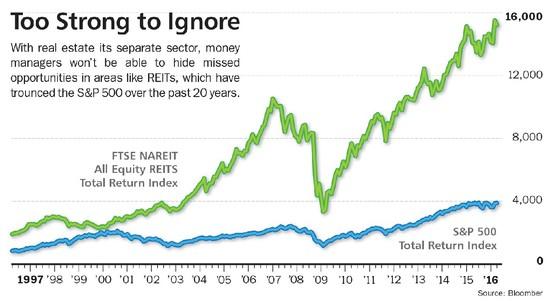 Too Strong to Ignore
With real estate its separate sector, money
managers won't be able to hide missed
opportunities in areas like REITs, which have
trounced the S&P 500 over the past 20 years.
16,000
12,000
8,000
4,000
0
FTSE NAREIT
All Equity REITS
Total Return Index
S&P 500
Total Return Index
1997 '98 '99 '00 '01 '02 '03 '04 '05 '06 '07 '08 '09 '10 '11 '12 '13 '14 '15 '16
Source: Bloomber